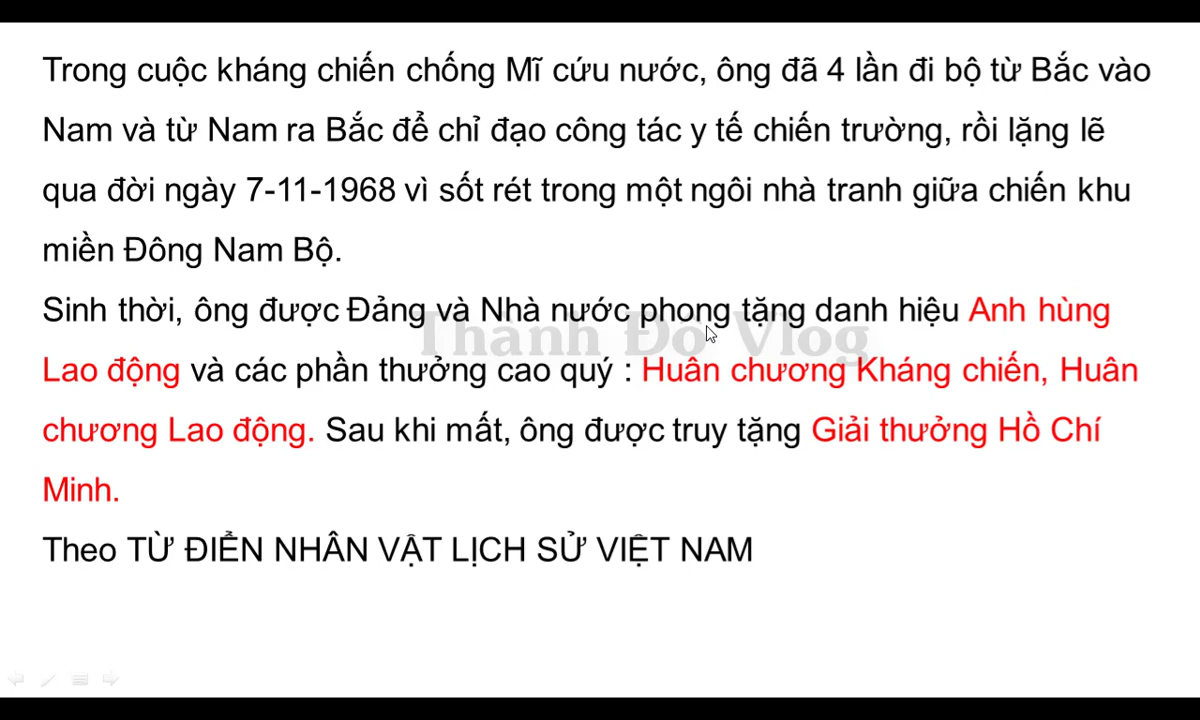 Trong cuộc kháng chiến chống Mĩ cứu nước, ông đã 4 lần đi bộ từ Bắc vào
Nam và từ Nam ra Bắc để chỉ đạo công tác y tế chiến trường, rồi lặng lẽ
qua đời ngày 7-11-1968 vì sốt rét trong một ngôi nhà tranh giữa chiến khu
miền Đông Nam Bộ.
Sinh thời, ông được Đảng và Nhà nước phong tặng danh hiệu Anh hùng
Thành Đô Vlog
Lao động và các phần thưởng cao quý : Huân chương Kháng chiến, Huân
chương Lao động. Sau khi mất, ông được truy tặng Giải thưởng Hồ Chí
Minh.
Theo TỪ ĐIỂN NHÂN VẬT LỊCH SỬ VIỆT NAM